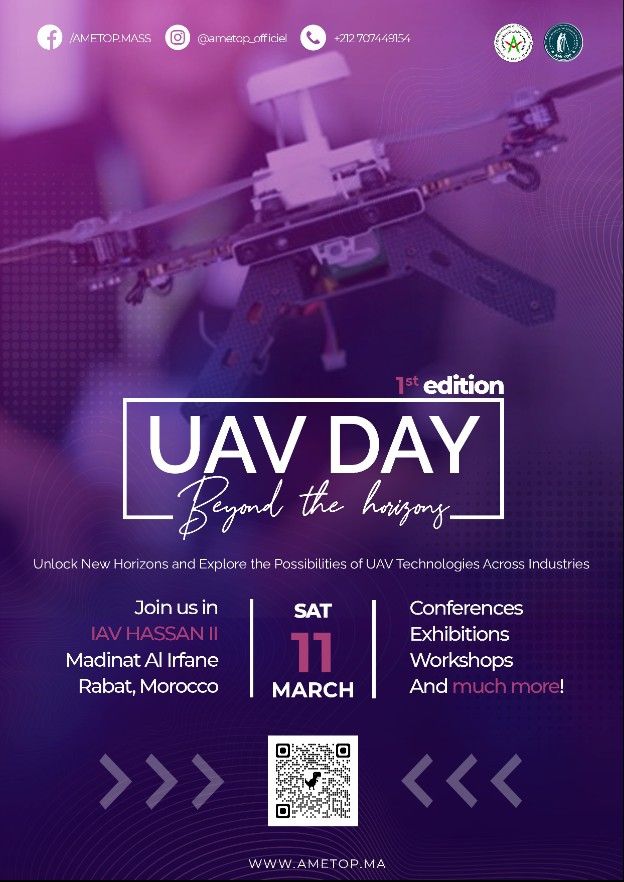 /AMETOP.MASS
@ametop_officiel
+212 707449154
1st edition
UAV DAY
Beyond the horizons
Unlock New Horizons and Explore the Possibilities of UAV Technologies Across Industries
Join us in
IAV HASSAN II
Madinat Al Irfane
Rabat, Morocco
SAT
11
MARCH
Conferences
Exhibitions
Workshops
And much more!
WWW.AMETOP.MA